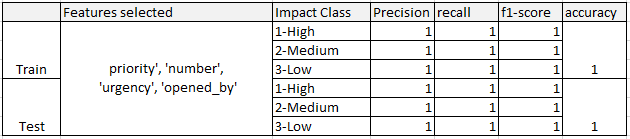 Features selected Impact Class Precision recall f1-score accuracy
Train priority', 'number', 'urgency', 'opened_by' 1-High 1 1 1 1
2-Medium 1 1 1
3-Low 1 1 1
Test 1-High 1 1 1 1
2-Medium 1 1 1
3-Low 1 1 1